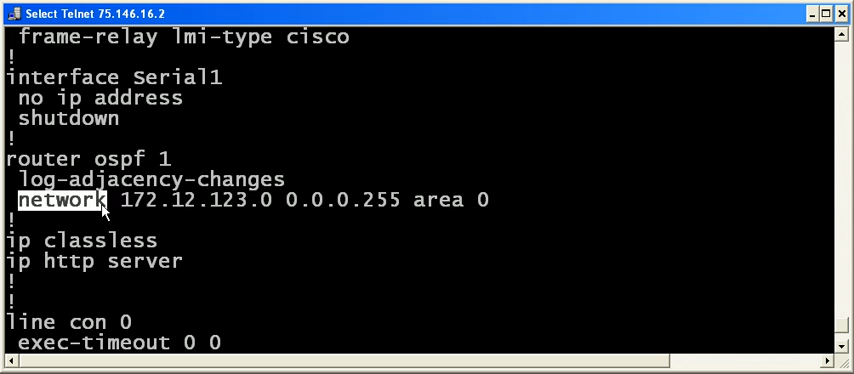 Select Telnet 75.146.16.2
frame-relay lmi-type cisco
!
interface Serial1
no ip address
shutdown
!
router ospf 1
log-adjacency-changes
network 172.12.123.0 0.0.0.255 area 0
!
ip classless
ip http server
!
!
line con 0
exec-timeout 0 0